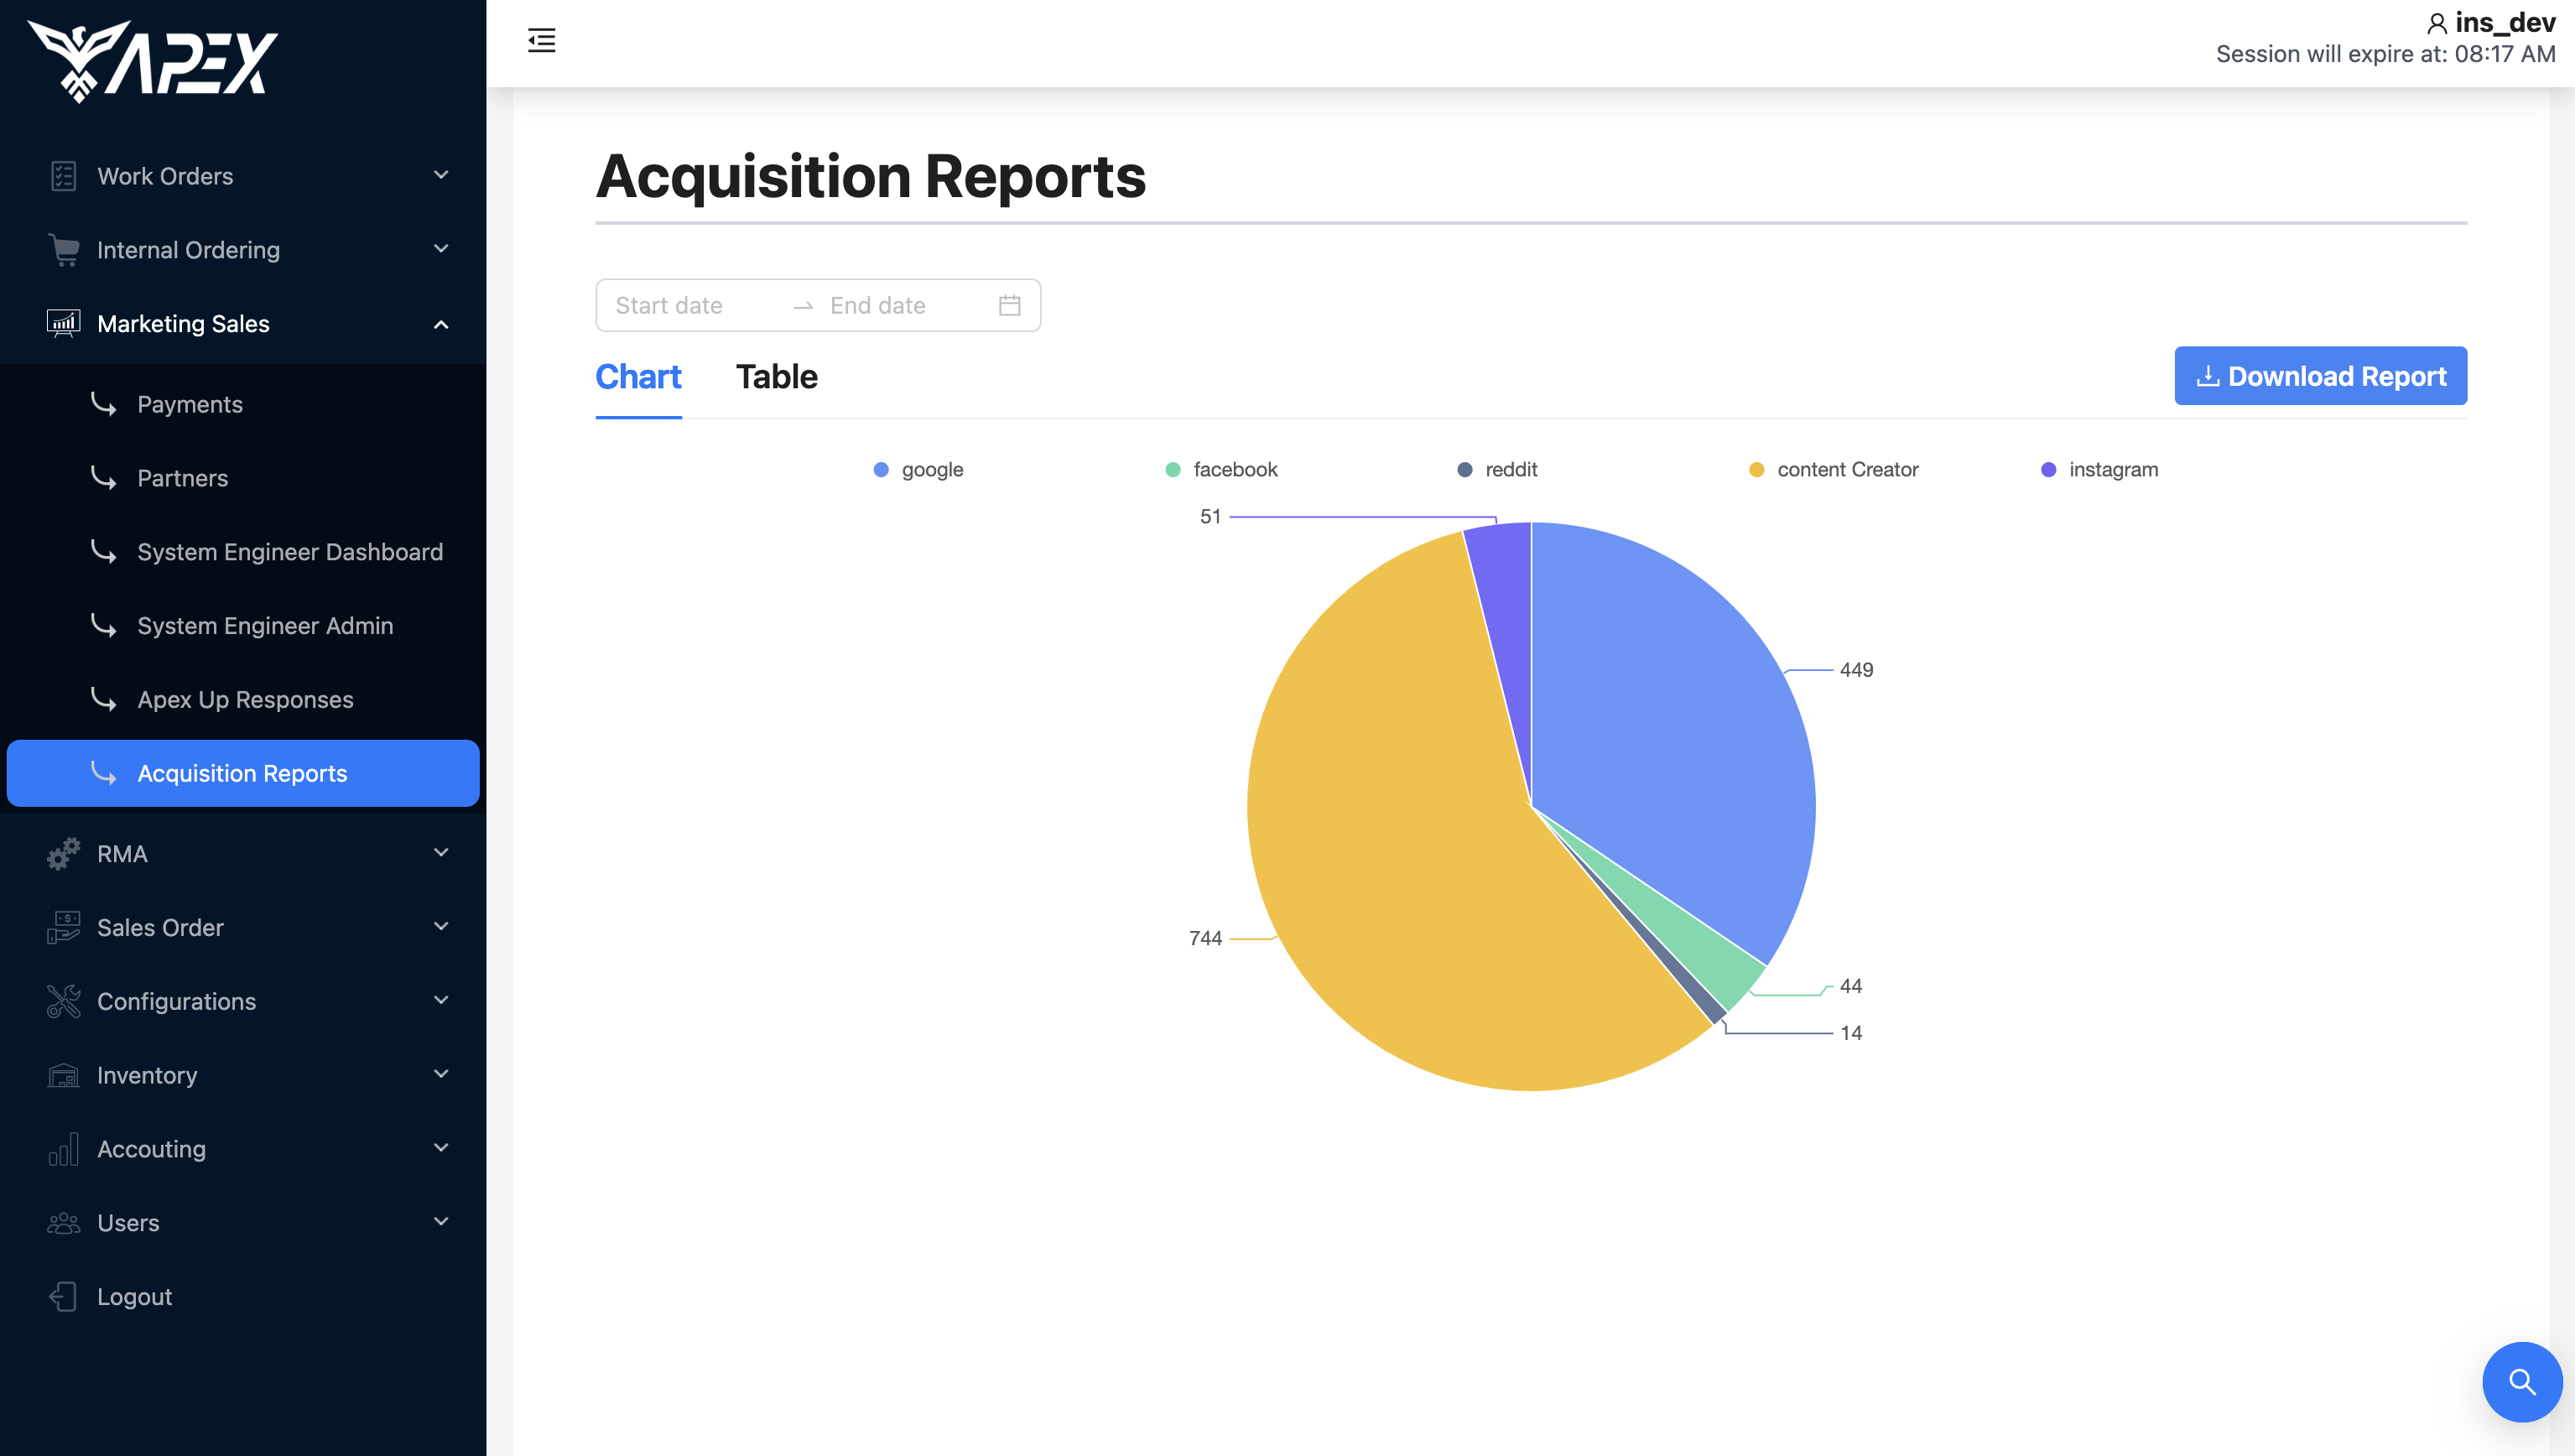 APEX
ins_dev
Session will expire at: 08:17 AM
Work Orders
Internal Ordering
Marketing Sales
Payments
Partners
System Engineer Dashboard
System Engineer Admin
Apex Up Responses
Acquisition Reports
RMA
Sales Order
Configurations
Inventory
Accouting
Users
Logout
Acquisition Reports
Start date
End date
Chart
Table
Download Report
google
facebook
reddit
content Creator
instagram
51
449
744
44
14